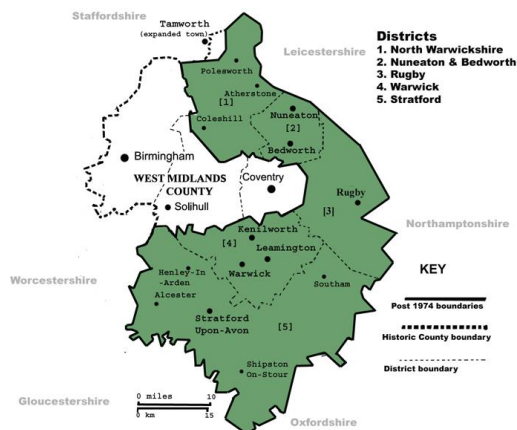 Staffordshire
Tamworth
(expanded town)
Leicestershire
Districts
1. North Warwickshire
2. Nuneaton & Bedworth
3. Rugby
4. Warwick
5. Stratford
Polesworth
Atherstone
[1]
Nuneaton
[2]
Coleshill
Bedworth
Birmingham
WEST MIDLANDS
COUNTY
Coventry
Solihull
Rugby
[3]
Northamptonshire
Kenilworth
[4]
Leamington
Warwick
Worcestershire
Henley-In
-Arden
Alcester
Southam
Stratford
Upon-Avon
[5]
Shipston
On-Stour
KEY
Post 1974 boundaries
Historic County boundary
District boundary
0 miles 10
0 km 15
Gloucestershire
Oxfordshire